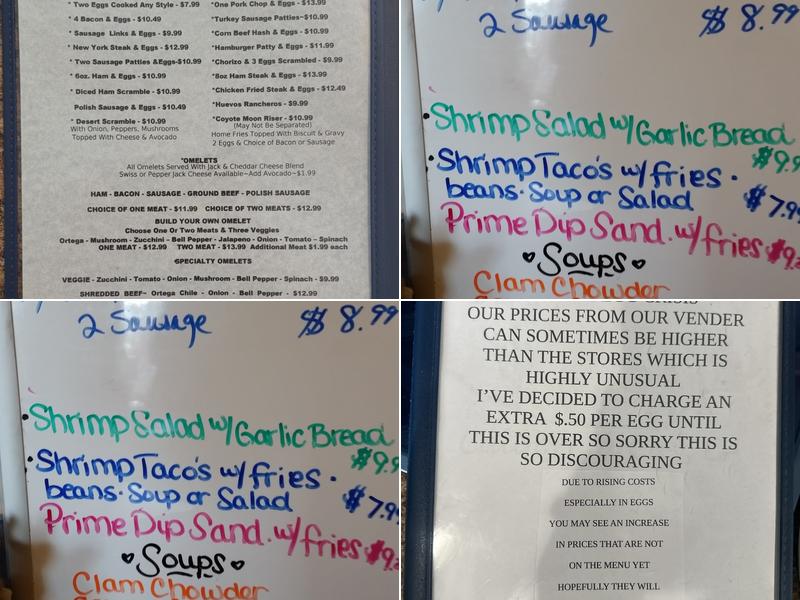 * Two Eggs Cooked Any Style - $7.99
* 4 Bacon & Eggs - $10.49
* Sausage Links & Eggs - $9.99
* New York Steak & Eggs - $12.99
* Two Sausage Patties &Eggs-$10.99
* 6oz. Ham & Eggs - $10.99
* Diced Ham Scramble - $10.99
Polish Sausage & Eggs - $10.49
* Desert Scramble - $10.99
With Onion, Peppers, Mushrooms
Topped With Cheese & Avocado
*One Pork Chop & Eggs - $13.99
*Turkey Sausage Patties~$10.99
*Corn Beef Hash & Eggs - $10.99
*Hamburger Patty & Eggs - $11.99
*Chorizo & 3 Eggs Scrambled - $9.99
*8oz Ham Steak & Eggs - $13.99
*Chicken Fried Steak & Eggs - $12.49
*Huevos Rancheros - $9.99
*Coyote Moon Riser - $10.99
(May Not Be Separated)
Home Fries Topped With Biscuit & Gravy
2 Eggs & Choice of Bacon or Sausage
*OMELETS
All Omelets Served With Jack & Cheddar Cheese Blend
Swiss or Pepper Jack Cheese Available~Add Avocado~$1.99
HAM - BACON - SAUSAGE - GROUND BEEF - POLISH SAUSAGE
CHOICE OF ONE MEAT - $11.99 CHOICE OF TWO MEATS - $12.99
BUILD YOUR OWN OMELET
Choose One Or Two Meats & Three Veggies
Ortega - Mushroom - Zucchini - Bell Pepper - Jalapeno - Onion - Tomato - Spinach
ONE MEAT - $12.99 TWO MEAT - $13.99 Additional Meat $1.99 each
SPECIALTY OMELETS
VEGGIE - Zucchini - Tomato - Onion - Mushroom - Bell Pepper - Spinach - $9.99
SHREDDED BEEF~ Ortega Chile - Onion - Bell Pepper - $12.99
2 Sausage $8.99
• Shrimp Salad w/Garlic Bread
$9.9
• Shrimp Taco's w/fries •
beans • Soup or Salad $7.99
Prime Dip Sand. w/fries $9.
♥ Soups ♥
Clam Chowder
2 Sausage $8.99
• Shrimp Salad w/Garlic Bread
$9.9
• Shrimp Taco's w/fries •
beans • Soup or Salad $7.99
Prime Dip Sand. w/fries $9.
♥ Soups ♥
Clam Chowder
OUR PRICES FROM OUR VENDER
CAN SOMETIMES BE HIGHER
THAN THE STORES WHICH IS
HIGHLY UNUSUAL
I'VE DECIDED TO CHARGE AN
EXTRA $.50 PER EGG UNTIL
THIS IS OVER SO SORRY THIS IS
SO DISCOURAGING
DUE TO RISING COSTS
ESPECIALLY IN EGGS
YOU MAY SEE AN INCREASE
IN PRICES THAT ARE NOT
ON THE MENU YET
HOPEFULLY THEY WILL